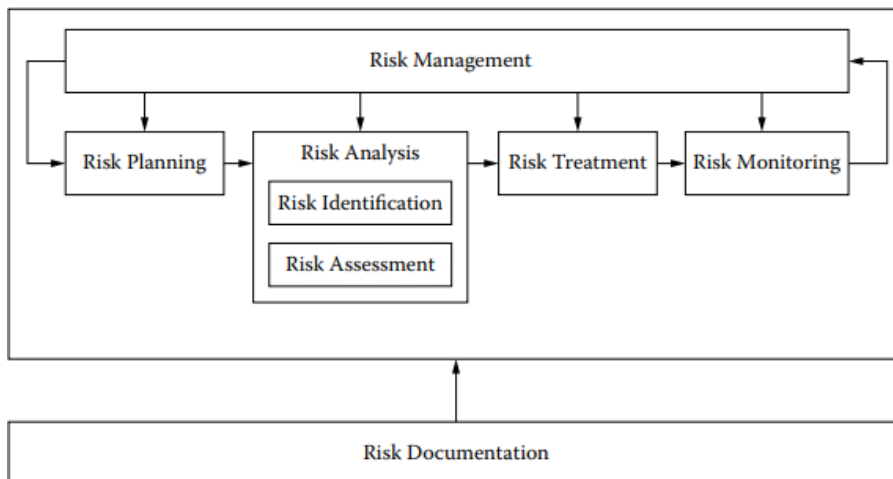 Risk Management
Risk Planning
Risk Analysis
Risk Identification
Risk Assessment
Risk Treatment
Risk Monitoring
Risk Documentation